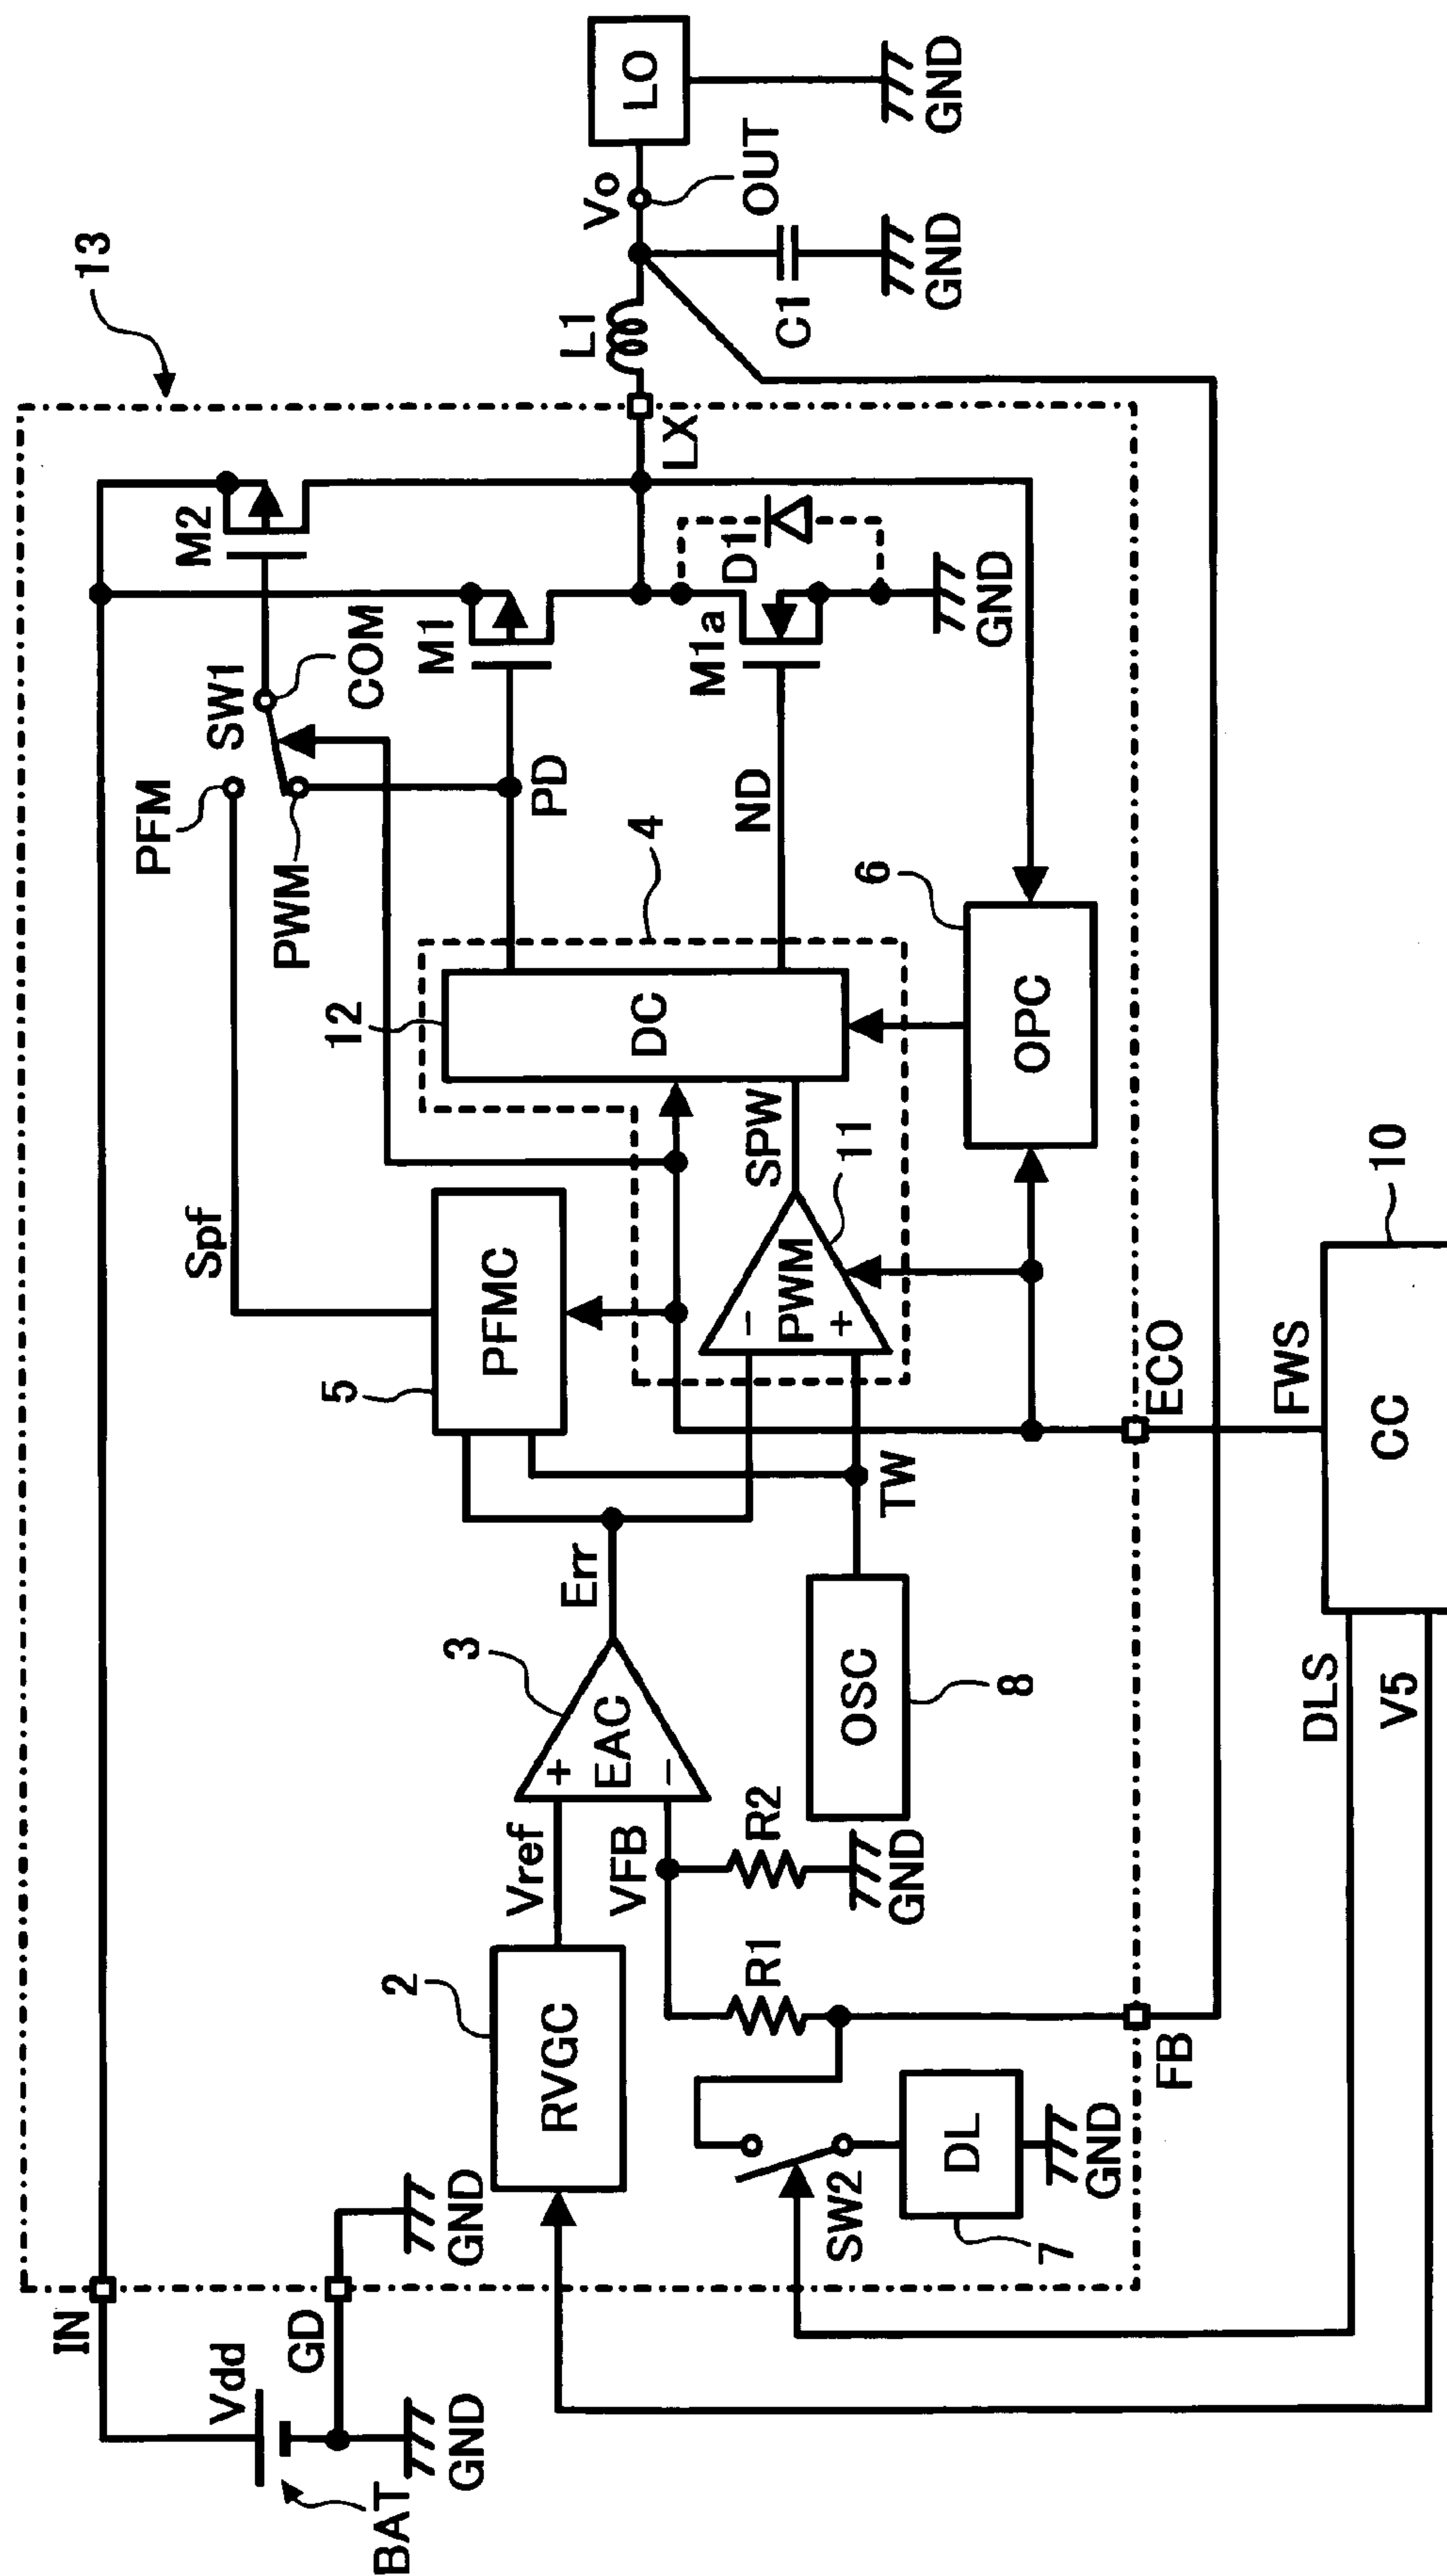 13
IN
Vdd
BAT
GD
GND
GND
2
RVGC
Vref
VFB
3
EAC
+
−
Err
R1
R2
GND
SW2
7
DL
GND
FB
OSC
8
TW
5
PFMC
Spf
PWM
−
+
11
SPW
12
DC
4
PFM
SW1
PWM
COM
PD
ND
6
OPC
M2
M1
M1a
D1
GND
LX
L1
C1
GND
Vo
OUT
LO
GND
ECO
FWS
DLS
V5
CC
10